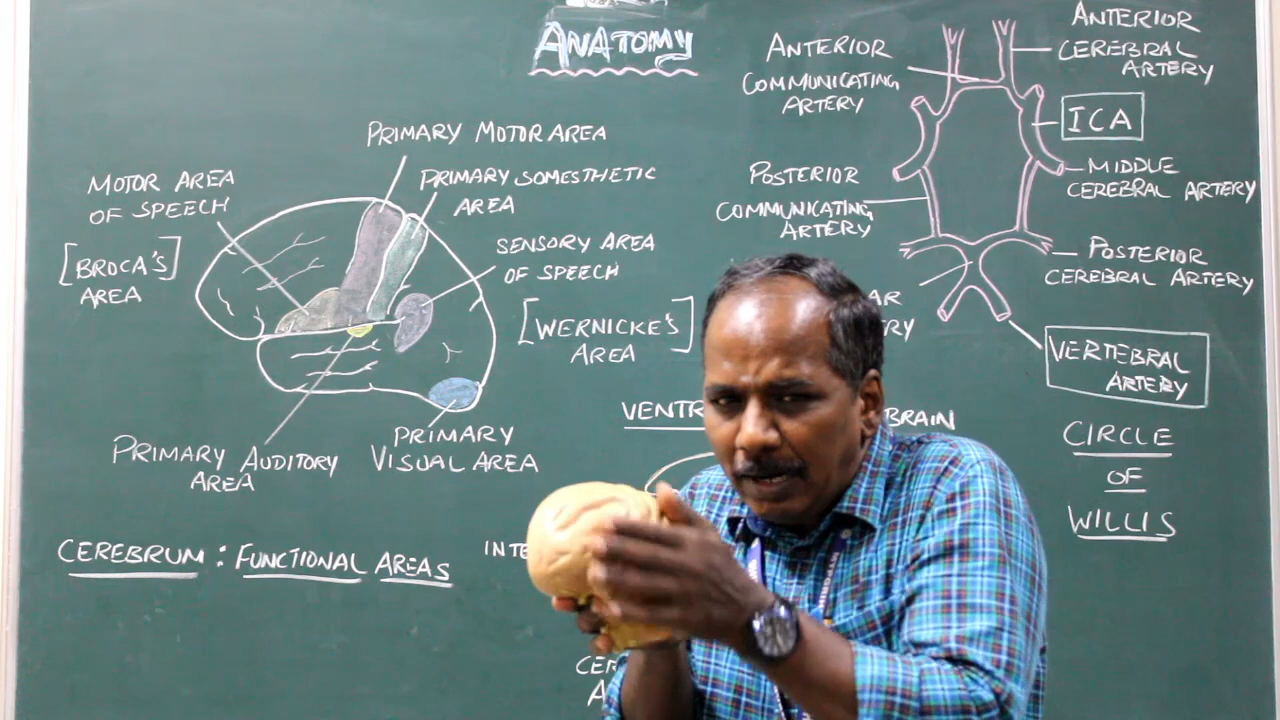 ANATOMY
PRIMARY MOTOR AREA
MOTOR AREA
OF SPEECH
[BROCA'S]
AREA
PRIMARY SOMESTHETIC
AREA
SENSORY AREA
OF SPEECH
[WERNICKE'S]
AREA
PRIMARY AUDITORY
AREA
PRIMARY
VISUAL AREA
CEREBRUM : FUNCTIONAL AREAS
ANTERIOR
COMMUNICATING
ARTERY
ANTERIOR
CEREBRAL
ARTERY
ICA
MIDDLE
CEREBRAL ARTERY
POSTERIOR
COMMUNICATING
ARTERY
POSTERIOR
CEREBRAL ARTERY
VERTEBRAL
ARTERY
CIRCLE
OF
WILLIS
BRAIN